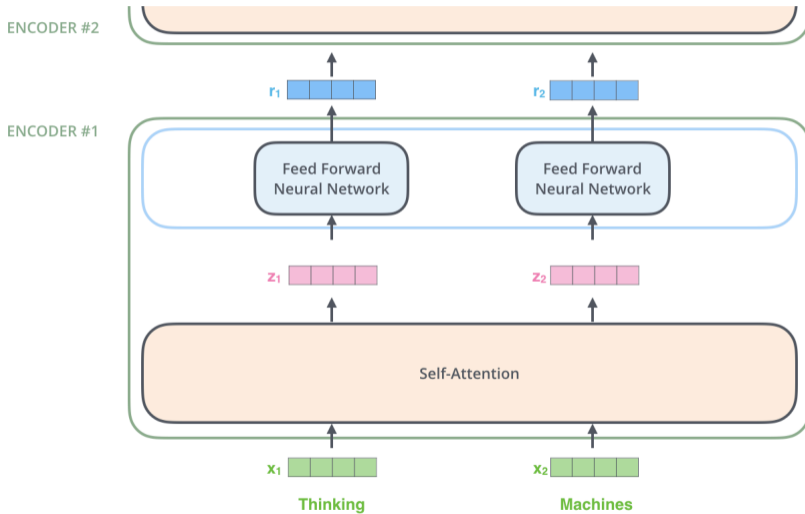 ENCODER #2
r1
r2
ENCODER #1
Feed Forward
Neural Network
Feed Forward
Neural Network
z1
z2
Self-Attention
x1
x2
Thinking
Machines